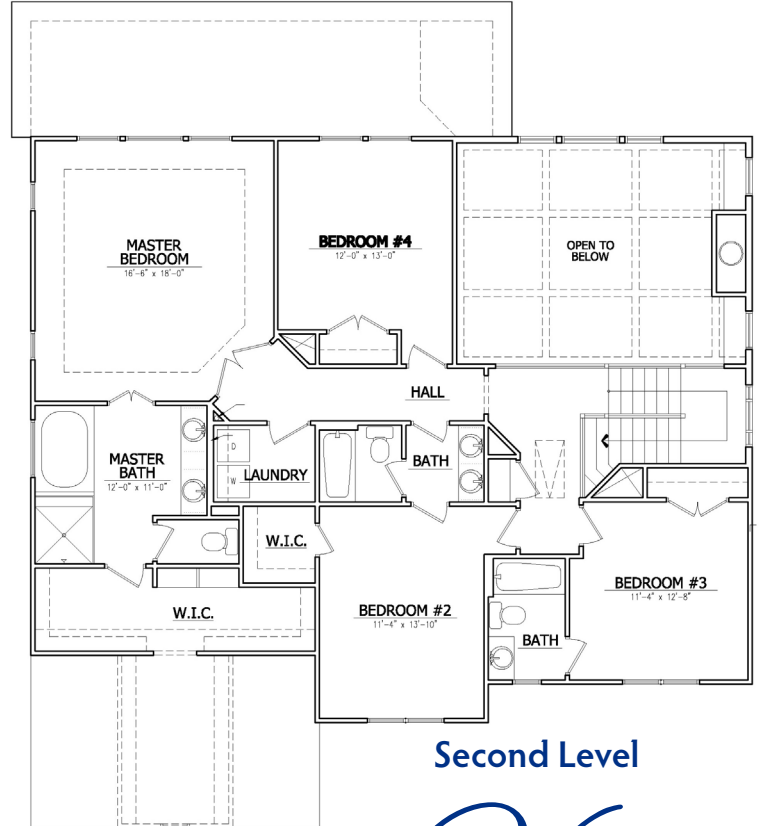 MASTER
BEDROOM
16'-6" x 18'-0"
BEDROOM #4
12'-0" x 13'-0"
OPEN TO
BELOW
HALL
MASTER
BATH
12'-0" x 11'-0"
D
W
LAUNDRY
BATH
W.I.C.
W.I.C.
BEDROOM #2
11'-4" x 13'-10"
BEDROOM #3
11'-4" x 12'-8"
BATH
Second Level